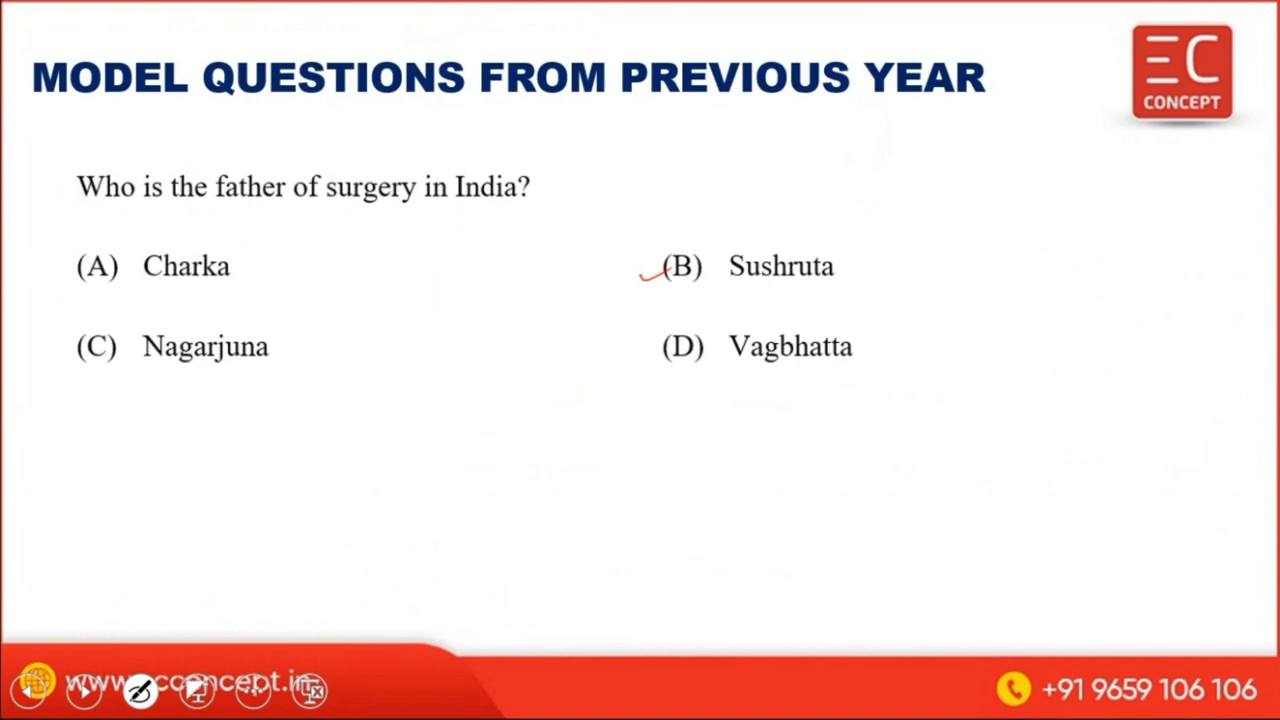 MODEL QUESTIONS FROM PREVIOUS YEAR
EC
CONCEPT
Who is the father of surgery in India?
(A) Charka
(B) Sushruta
(C) Nagarjuna
(D) Vagbhatta
+91 9659 106 106